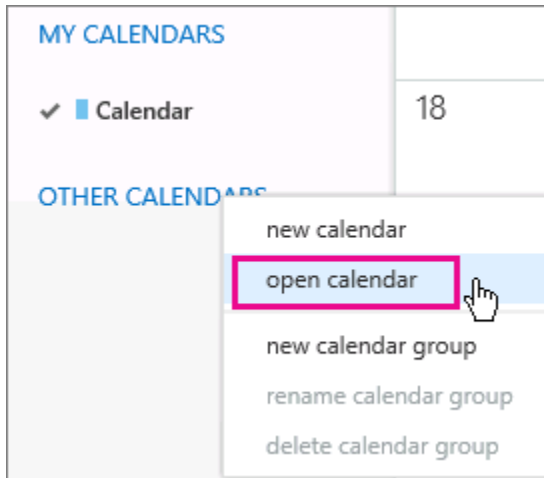 MY CALENDARS
Calendar
18
OTHER CALENDARS
new calendar
open calendar
new calendar group
rename calendar group
delete calendar group